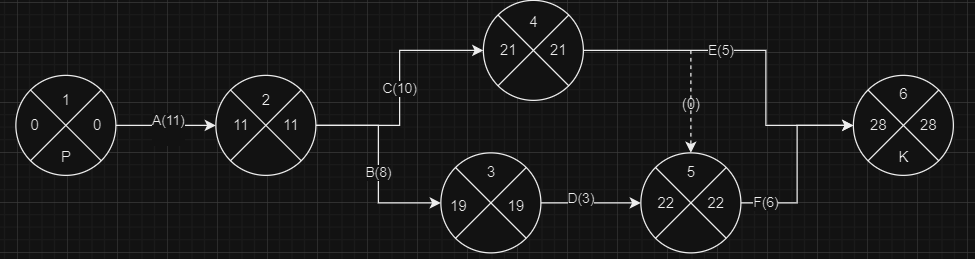 1
0 0
P
A(11)
2
11 11
C(10)
B(8)
4
21 21
3
19 19
D(3)
E(5)
(0)
5
22 22
F(6)
6
28 28
K